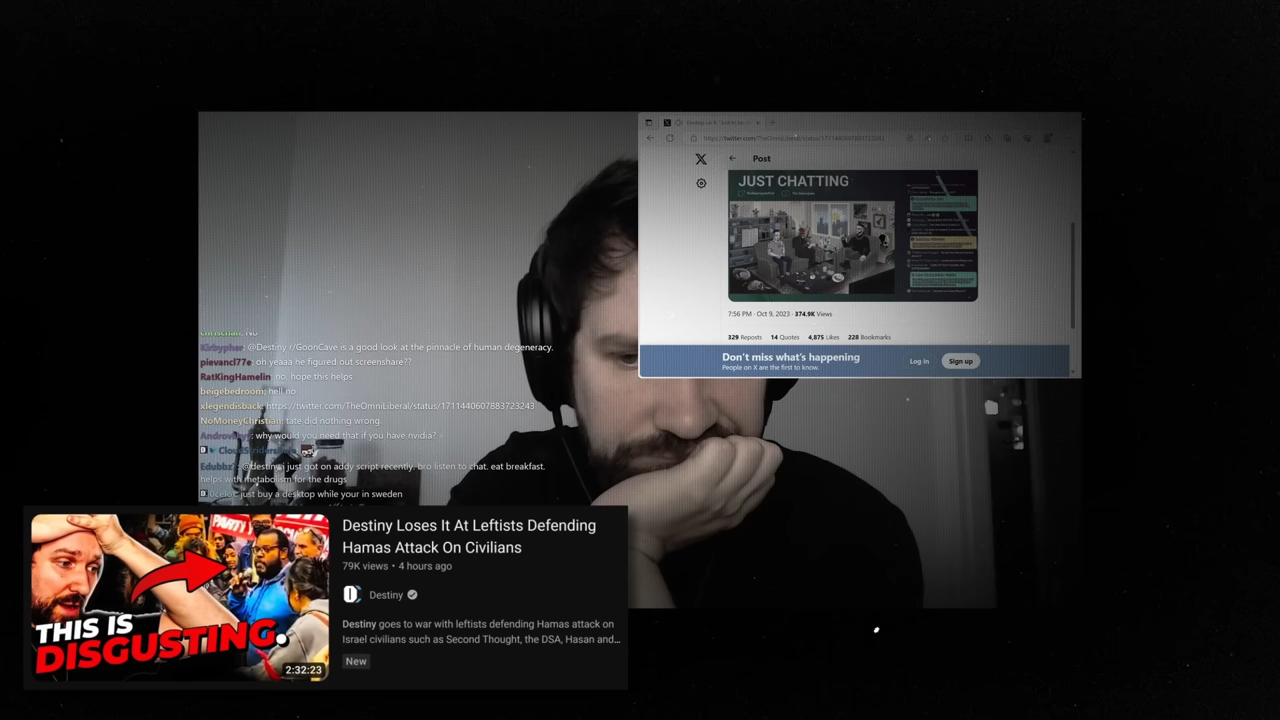 https://twitter.com/TheOmniLiberal/status/1711440607883723243
Post
JUST CHATTING
7:56 PM · Oct 9, 2023 · 374.9K Views
329 Reposts 14 Quotes 4,875 Likes 228 Bookmarks
Don't miss what's happening
People on X are the first to know.
Log in
Sign up
Kirbypher: @Destiny r/GoonCave is a good look at the pinnacle of human degeneracy.
pievancl77e: oh yeaaa he figured out screenshare??
RatKingHamelin: no, hope this helps
beigebedroom: hell no
xlegendisback: https://twitter.com/TheOmniLiberal/status/1711440607883723243
NoMoneyChristian: tate did nothing wrong
why would you need that if you have nvidia?
@destiny i just got on addy script recently, bro listen to chat. eat breakfast.
helps with metabolism for the drugs
just buy a desktop while your in sweden
THIS IS
DISGUSTING.
2:32:23
Destiny Loses It At Leftists Defending
Hamas Attack On Civilians
79K views • 4 hours ago
Destiny
Destiny goes to war with leftists defending Hamas attack on
Israel civilians such as Second Thought, the DSA, Hasan and...
New